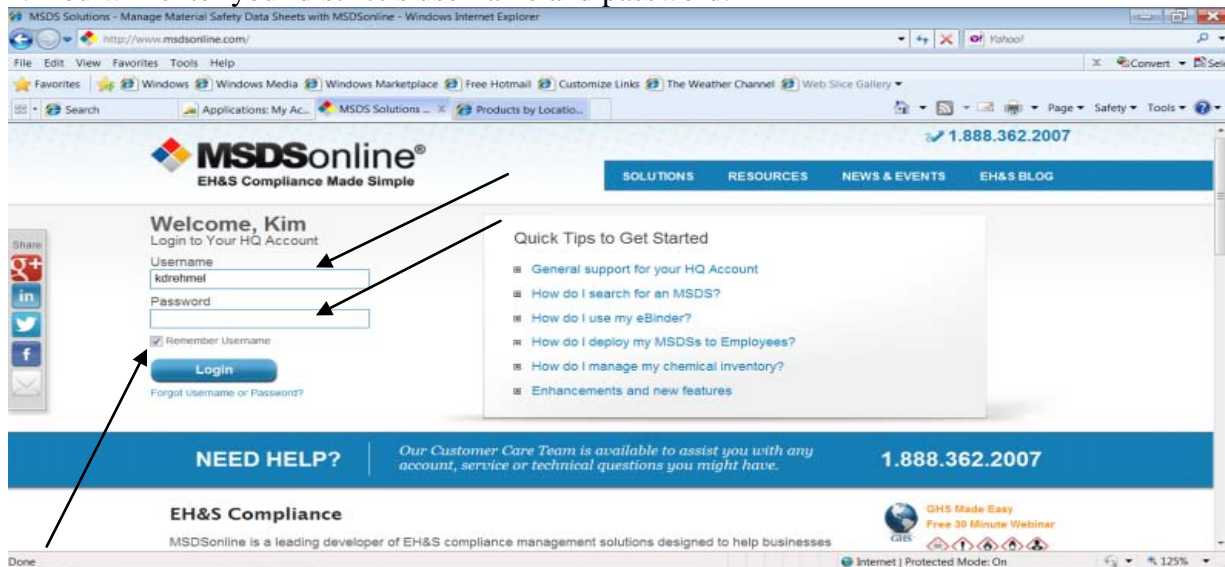 MSDS Solutions - Manage Material Safety Data Sheets with MSDSonline - Windows Internet Explorer
http://www.msdsonline.com/
Yahoo!
File Edit View Favorites Tools Help
x Convert
Favorites Windows Windows Media Windows Marketplace Free Hotmail Customize Links The Weather Channel Web Slice Gallery
Search Applications: My Ac... MSDS Solutions ... x Products by Locatio...
Page Safety Tools
1.888.362.2007
MSDSonline®
EH&S Compliance Made Simple
SOLUTIONS RESOURCES NEWS & EVENTS EH&S BLOG
Share
Welcome, Kim
Login to Your HQ Account
Username
kdrehmel
Password
Remember Username
Login
Forgot Username or Password?
Quick Tips to Get Started
General support for your HQ Account
How do I search for an MSDS?
How do I use my eBinder?
How do I deploy my MSDSs to Employees?
How do I manage my chemical inventory?
Enhancements and new features
NEED HELP?
Our Customer Care Team is available to assist you with any
account, service or technical questions you might have.
1.888.362.2007
EH&S Compliance
MSDSonline is a leading developer of EH&S compliance management solutions designed to help businesses
GHS
GHS Made Easy
Free 30 Minute Webinar
Done
Internet | Protected Mode: On
125%